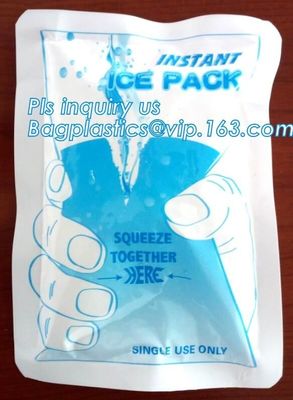 INSTANT
ICE PACK
Pls inquiry us
Bagplastics@vip.163.com
SQUEEZE
TOGETHER
HERE
SINGLE USE ONLY